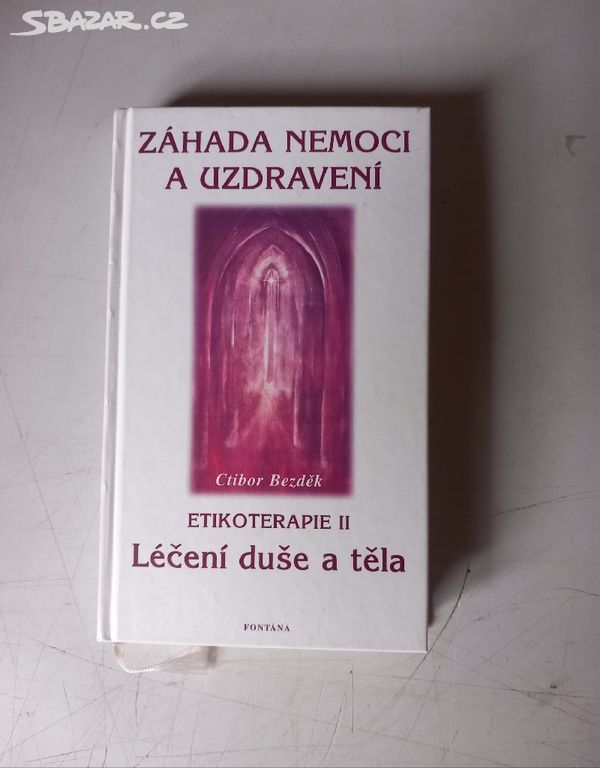 SBAZAR.CZ
ZÁHADA NEMOCI
A UZDRAVENÍ
Ctibor Bezděk
ETIKOTERAPIE II
Léčení duše a těla
FONTÁNA